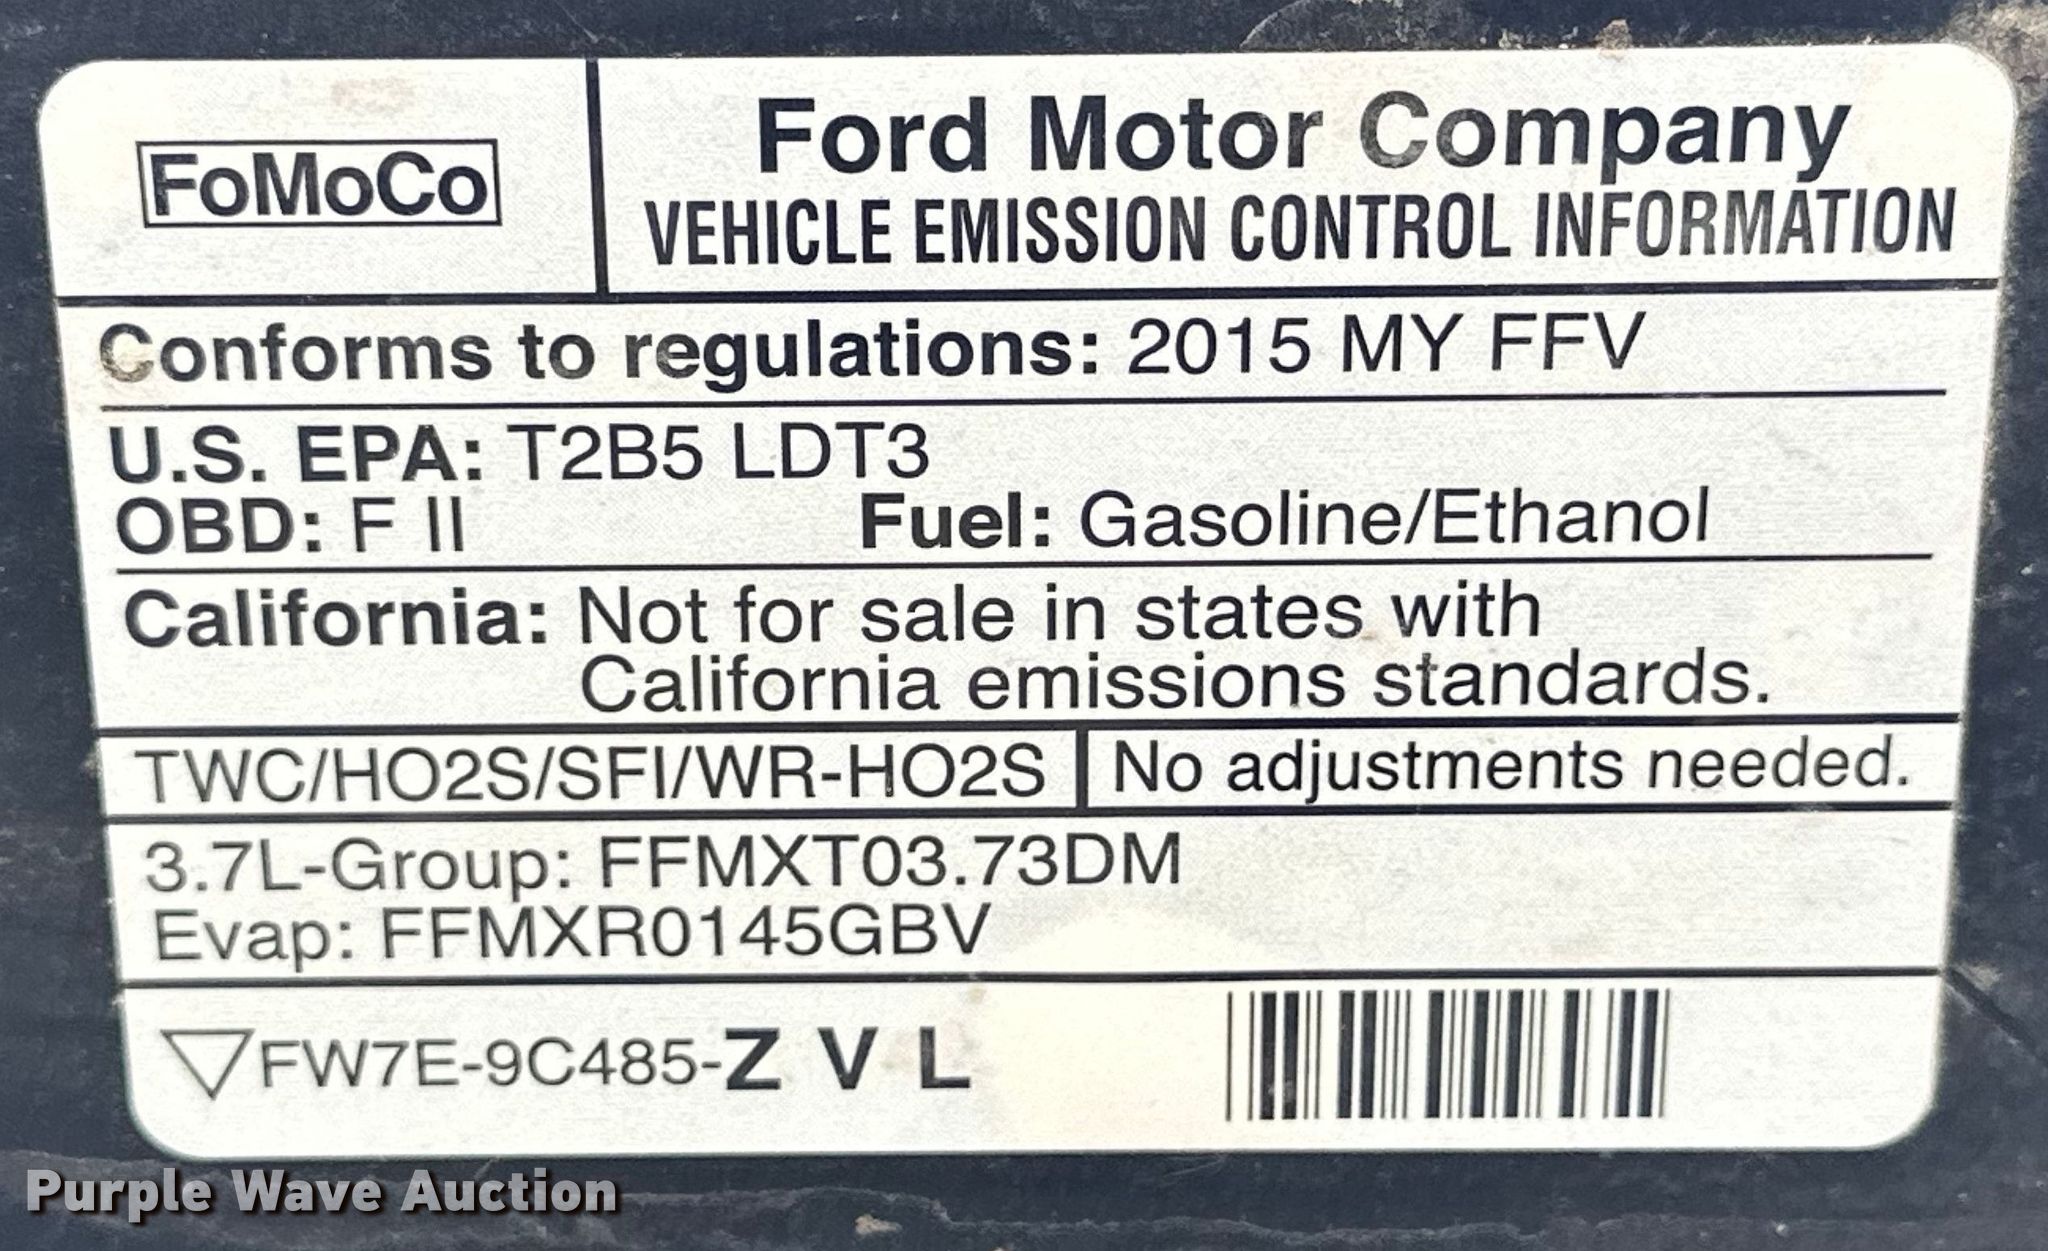 FoMoCo
Ford Motor Company
VEHICLE EMISSION CONTROL INFORMATION
Conforms to regulations: 2015 MY FFV
U.S. EPA: T2B5 LDT3
OBD: F II Fuel: Gasoline/Ethanol
California: Not for sale in states with
California emissions standards.
TWC/HO2S/SFI/WR-HO2S No adjustments needed.
3.7L-Group: FFMXT03.73DM
Evap: FFMXR0145GBV
FW7E-9C485-Z V L
Purple Wave Auction